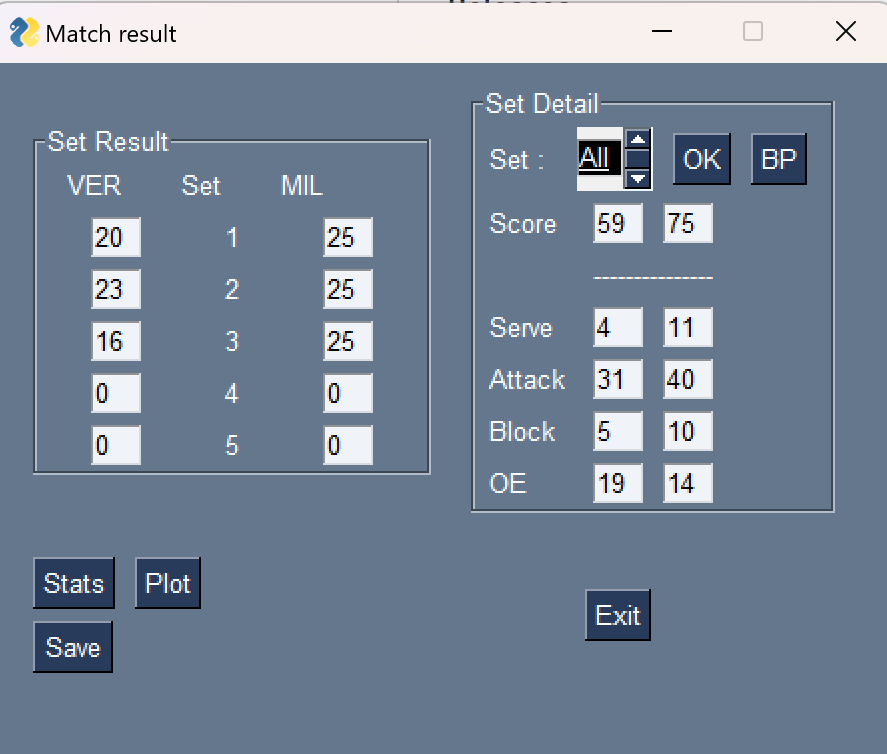 Match result
Set Result
VER Set MIL
20 1 25
23 2 25
16 3 25
0 4 0
0 5 0
Set Detail
Set : All OK BP
Score 59 75
----------------
Serve 4 11
Attack 31 40
Block 5 10
OE 19 14
Stats Plot
Save
Exit